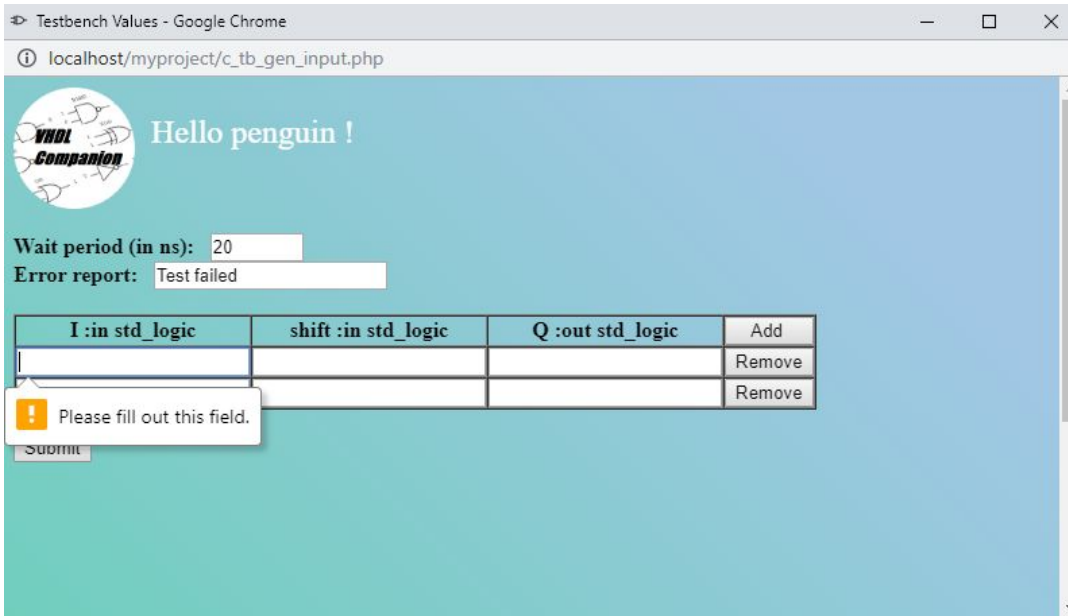 Testbench Values - Google Chrome
localhost/myproject/c_tb_gen_input.php
VHDL
Companion
Hello penguin !
Wait period (in ns): 20
Error report: Test failed
I :in std_logic shift :in std_logic Q :out std_logic Add
Remove
Remove
Please fill out this field.
Submit